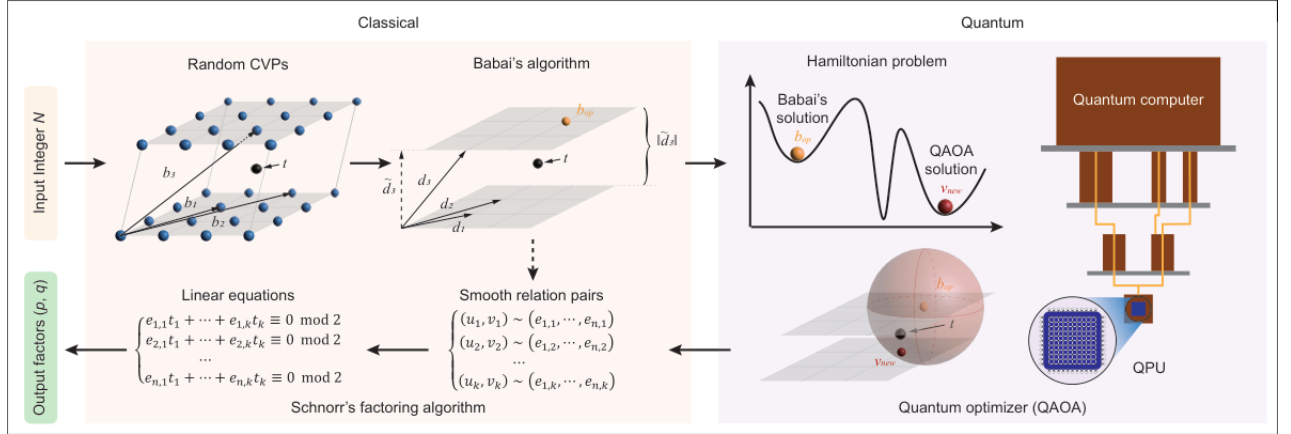 Classical
Quantum
Input Integer N
Output factors (p, q)
Random CVPs
b₃
t
b₁
b₂
Babai's algorithm
b_op
‖d̃₃‖
t
d̃₃
d₃
d₂
d₁
Linear equations
e₁,₁t₁ + ⋯ + e₁,ₖtₖ ≡ 0 mod 2
e₂,₁t₁ + ⋯ + e₂,ₖtₖ ≡ 0 mod 2
...
eₙ,₁t₁ + ⋯ + eₙ,ₖtₖ ≡ 0 mod 2
Smooth relation pairs
(u₁, v₁) ~ (e₁,₁, ⋯, eₙ,₁)
(u₂, v₂) ~ (e₁,₂, ⋯, eₙ,₂)
...
(uₖ, vₖ) ~ (e₁,ₖ, ⋯, eₙ,ₖ)
Schnorr's factoring algorithm
Hamiltonian problem
Babai's
solution
b_op
QAOA
solution
v_new
b_op
t
v_new
Quantum computer
QPU
Quantum optimizer (QAOA)